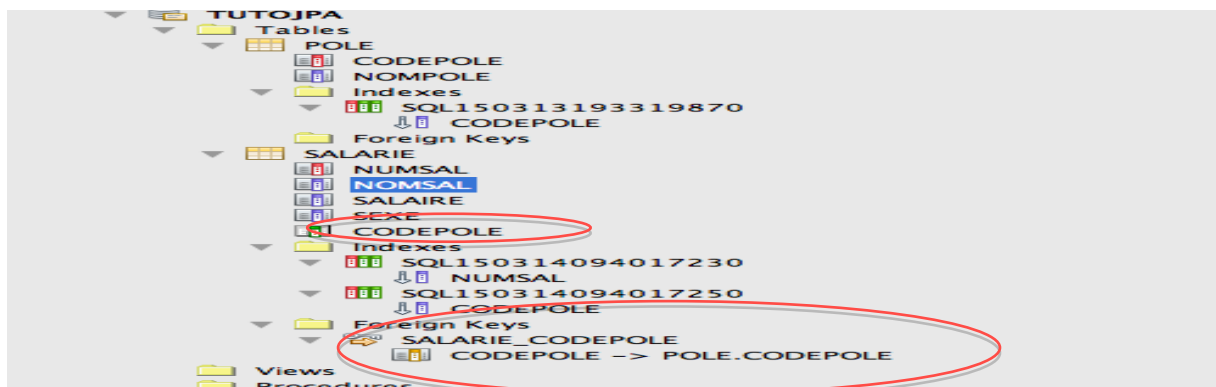 TUTOJPA
Tables
POLE
CODEPOLE
NOMPOLE
Indexes
SQL150313193319870
CODEPOLE
Foreign Keys
SALARIE
NUMSAL
NOMSAL
SALAIRE
SEXE
CODEPOLE
Indexes
SQL150314094017230
NUMSAL
SQL150314094017250
CODEPOLE
Foreign Keys
SALARIE_CODEPOLE
CODEPOLE -> POLE.CODEPOLE
Views
Procedures